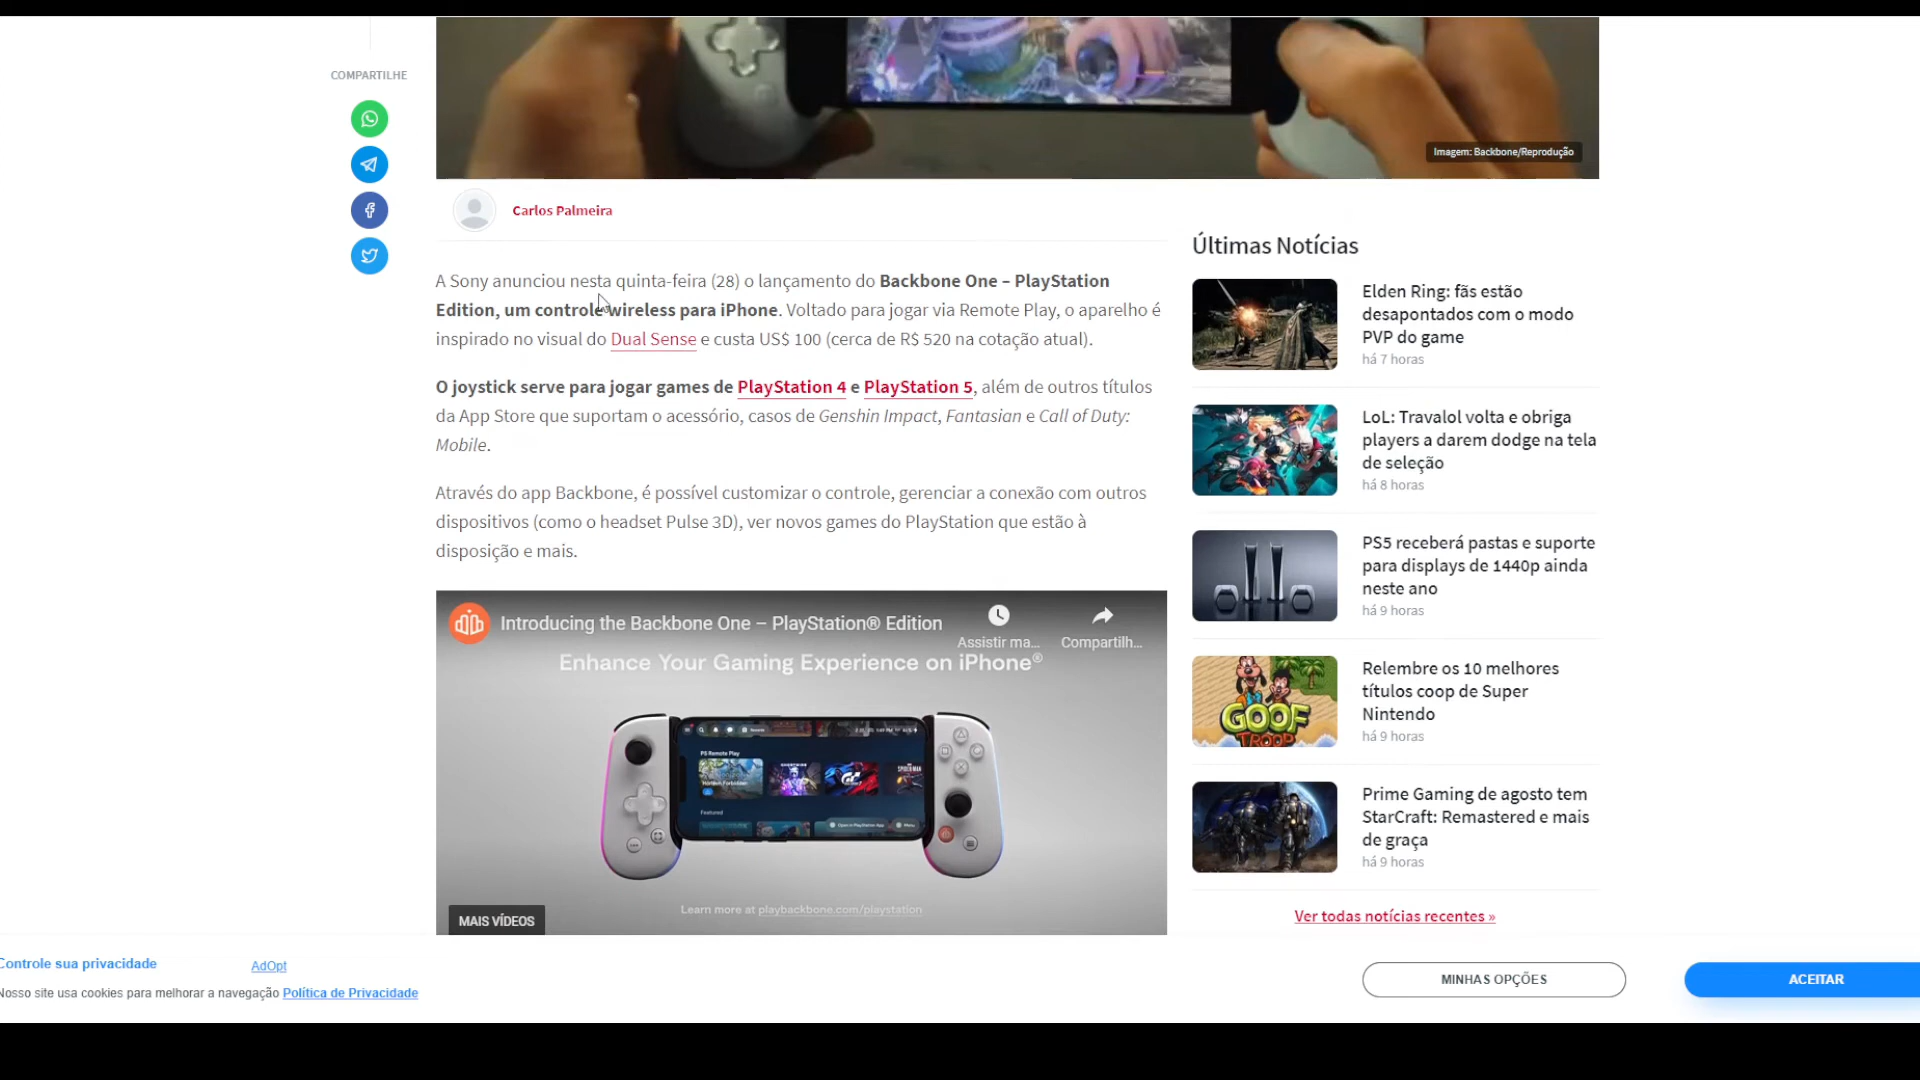 COMPARTILHE
Imagem: Backbone/Reprodução
Carlos Palmeira
A Sony anunciou nesta quinta-feira (28) o lançamento do Backbone One – PlayStation
Edition, um controle wireless para iPhone. Voltado para jogar via Remote Play, o aparelho é
inspirado no visual do Dual Sense e custa US$ 100 (cerca de R$ 520 na cotação atual).
O joystick serve para jogar games de PlayStation 4 e PlayStation 5, além de outros títulos
da App Store que suportam o acessório, casos de Genshin Impact, Fantasian e Call of Duty:
Mobile.
Através do app Backbone, é possível customizar o controle, gerenciar a conexão com outros
dispositivos (como o headset Pulse 3D), ver novos games do PlayStation que estão à
disposição e mais.
Introducing the Backbone One – PlayStation® Edition
Assistir ma...
Compartilh...
Enhance Your Gaming Experience on iPhone®
PS Remote Play
Featured
Learn more at playbackbone.com/playstation
MAIS VÍDEOS
Últimas Notícias
Elden Ring: fãs estão
desapontados com o modo
PVP do game
há 7 horas
LoL: Travalol volta e obriga
players a darem dodge na tela
de seleção
há 8 horas
PS5 receberá pastas e suporte
para displays de 1440p ainda
neste ano
há 9 horas
GOOF
TROOP
Relembre os 10 melhores
títulos coop de Super
Nintendo
há 9 horas
Prime Gaming de agosto tem
StarCraft: Remastered e mais
de graça
há 9 horas
Ver todas notícias recentes »
Controle sua privacidade
AdOpt
Nosso site usa cookies para melhorar a navegação Política de Privacidade
MINHAS OPÇÕES
ACEITAR